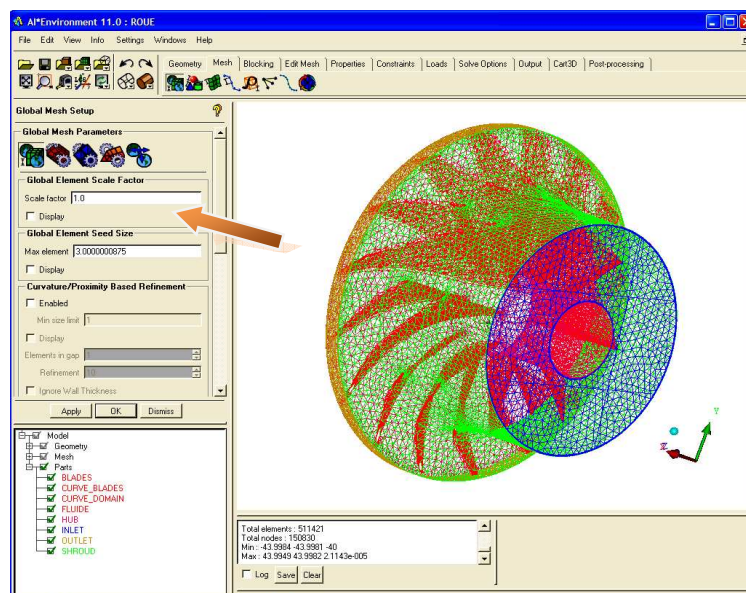 AI*Environment 11.0 : ROUE
File Edit View Info Settings Windows Help
Geometry Mesh Blocking Edit Mesh Properties Constraints Loads Solve Options Output Cart3D Post-processing
Global Mesh Setup
Global Mesh Parameters
Global Element Scale Factor
Scale factor 1.0
Display
Global Element Seed Size
Max element 3.0000000875
Display
Curvature/Proximity Based Refinement
Enabled
Min size limit 1
Display
Elements in gap 1
Refinement 10
Ignore Wall Thickness
Apply OK Dismiss
Model
Geometry
Mesh
Parts
BLADES
CURVE_BLADES
CURVE_DOMAIN
FLUIDE
HUB
INLET
OUTLET
SHROUD
Y
Total elements : 511421
Total nodes : 150830
Min : -43.9984 -43.9981 -40
Max : 43.9949 43.9982 2.1143e-005
Log Save Clear